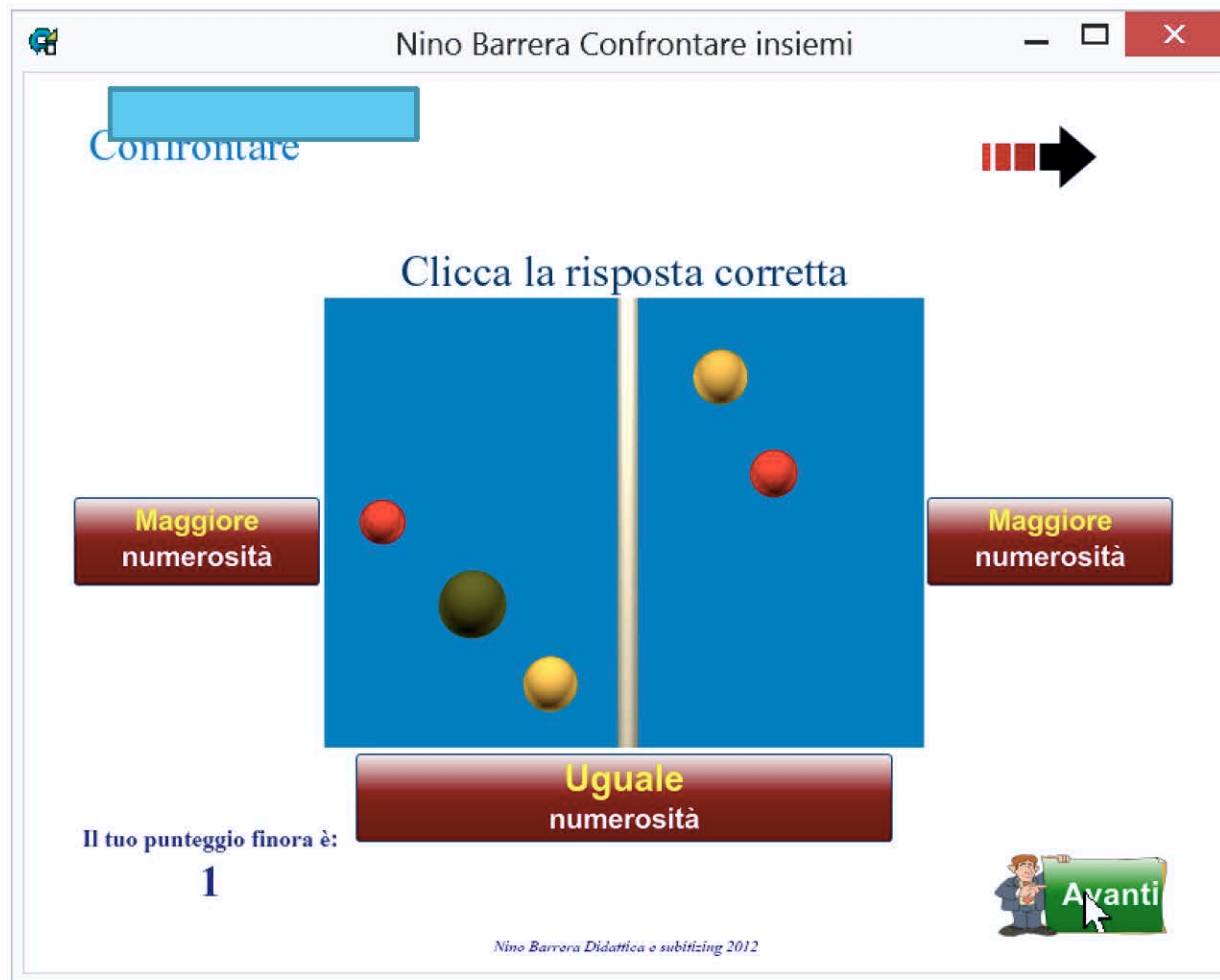 Nino Barrera Confrontare insiemi
Confrontare
Clicca la risposta corretta
Maggiore
numerosità
Maggiore
numerosità
Uguale
numerosità
Il tuo punteggio finora è:
1
Avanti
Nino Barrera Didattica e subitizing 2012